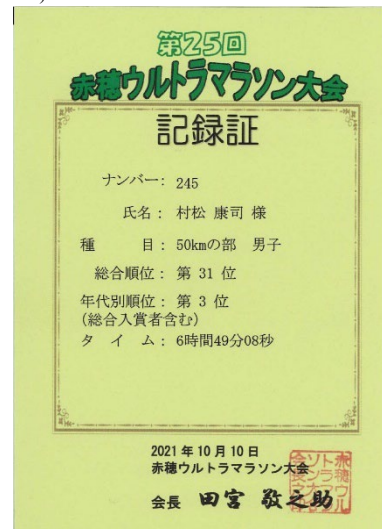 第25回
赤穂ウルトラマラソン大会
記録証
ナンバー: 245
氏名: 村松 康司 様
種 目: 50kmの部 男子
総合順位: 第 31 位
年代別順位: 第 3 位
(総合入賞者含む)
タ イ ム: 6時間49分08秒
2021 年 10 月 10 日
赤穂ウルトラマラソン大会
会長 田宮 敬之助